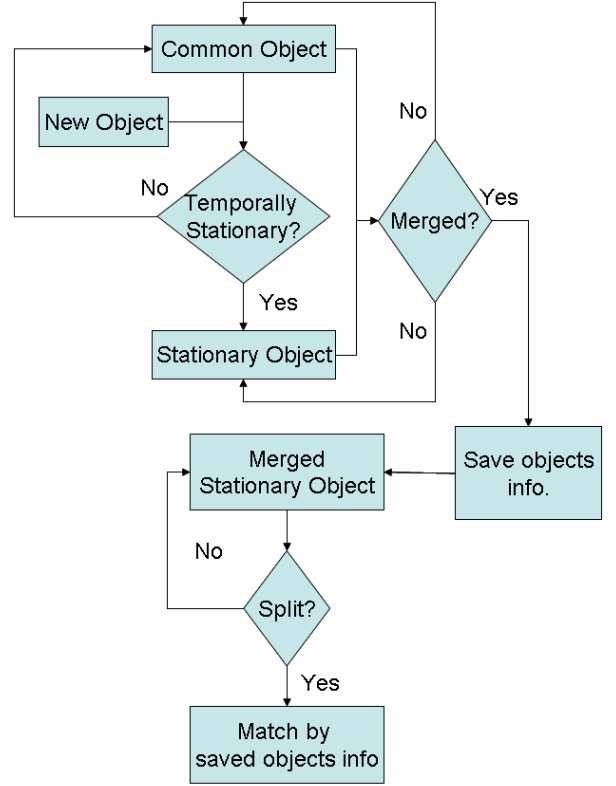 Common Object
New Object
No
Temporally
Stationary?
Yes
Stationary Object
No
Merged?
Yes
No
Save objects
info.
Merged
Stationary Object
No
Split?
Yes
Match by
saved objects info